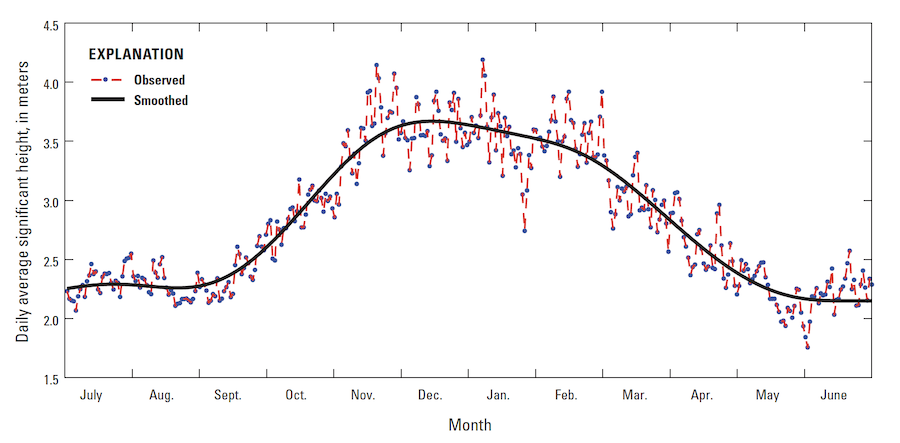 Daily average significant height, in meters
4.5
4.0
3.5
3.0
2.5
2.0
1.5
EXPLANATION
Observed
Smoothed
July Aug. Sept. Oct. Nov. Dec. Jan. Feb. Mar. Apr. May June
Month